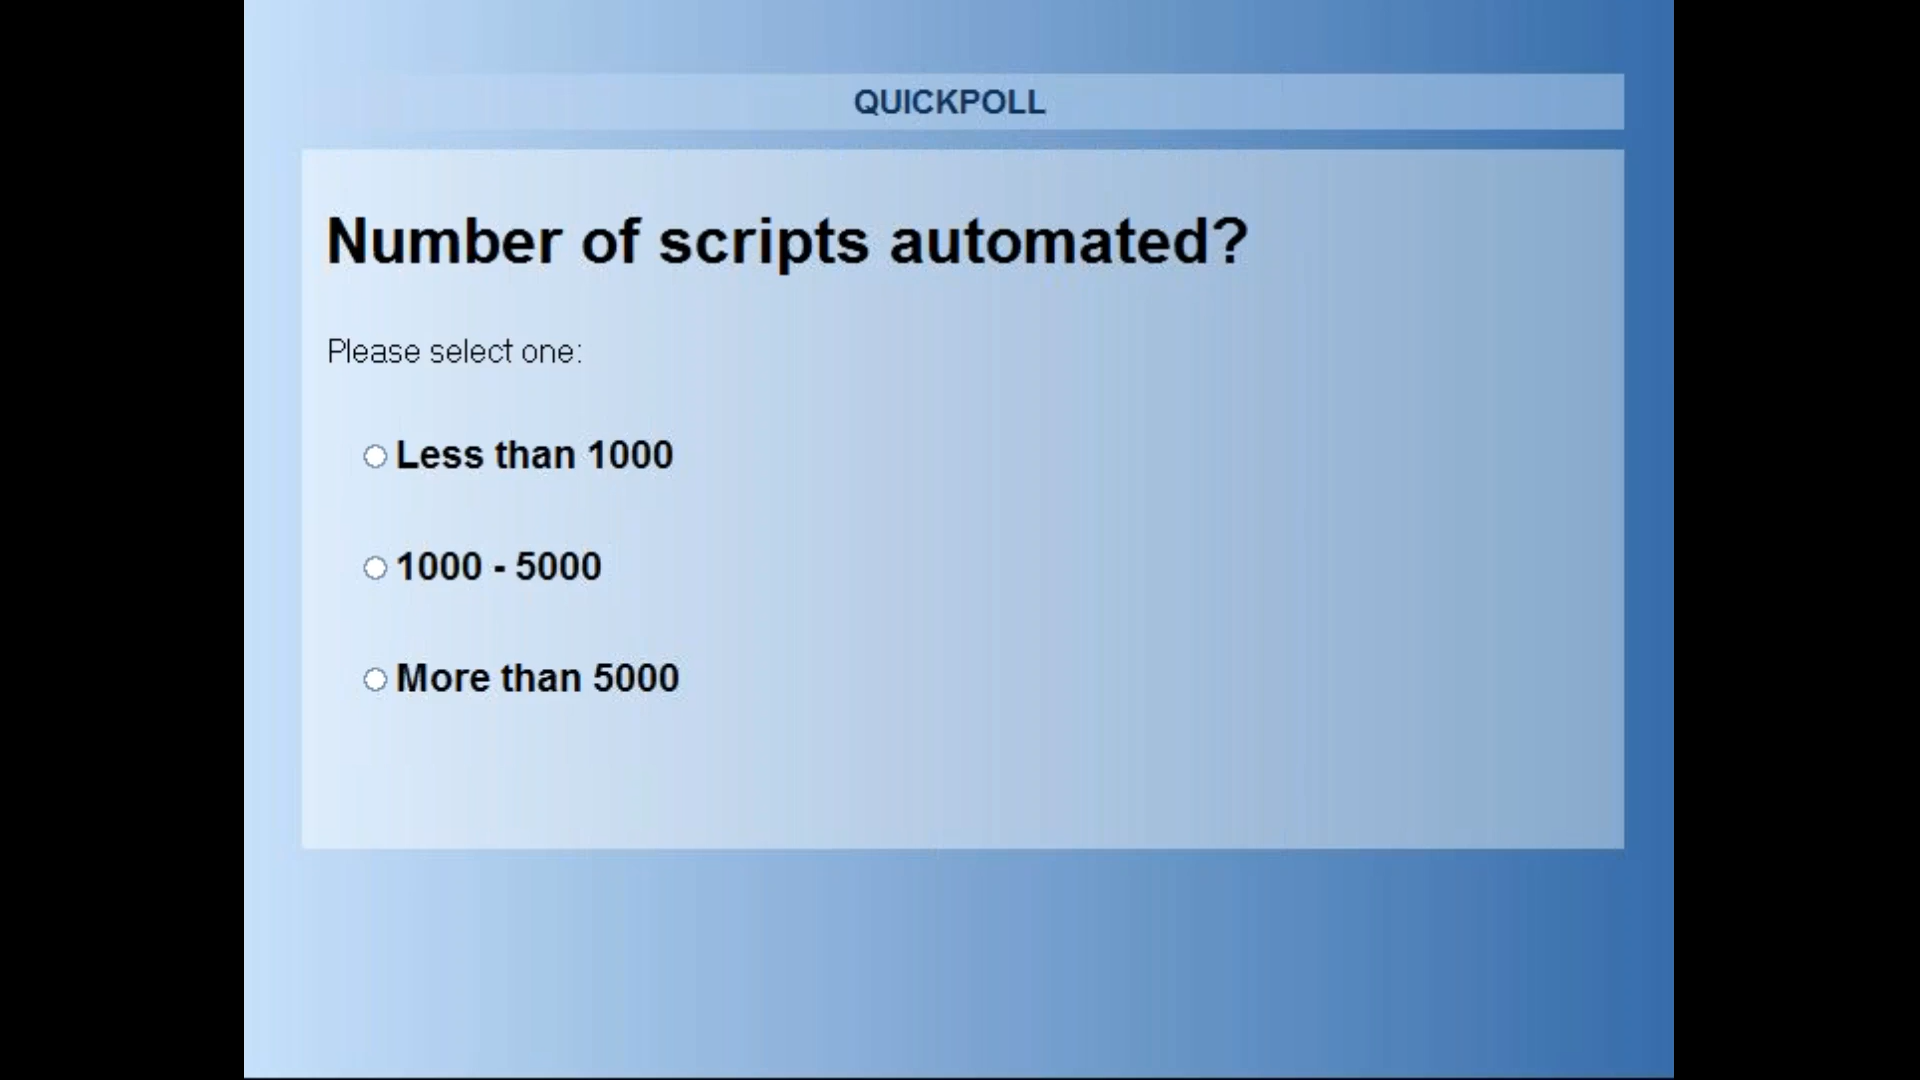 QUICKPOLL
Number of scripts automated?
Please select one:
Less than 1000
1000 - 5000
More than 5000